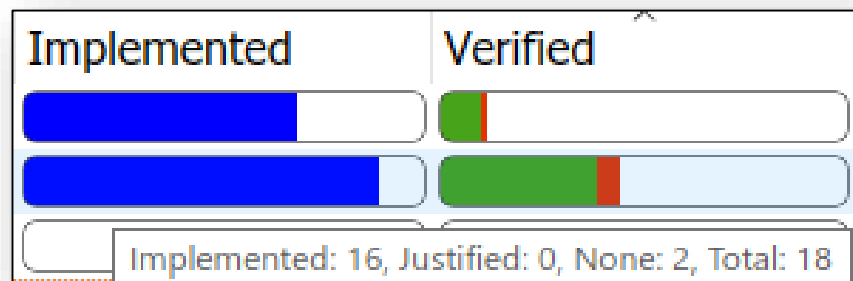 Implemented Verified
Implemented: 16, Justified: 0, None: 2, Total: 18